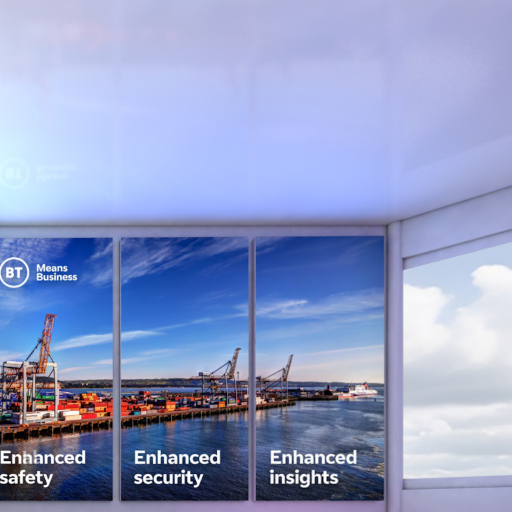 BT
Means
Business
Enhanced
safety
Enhanced
security
Enhanced
insights